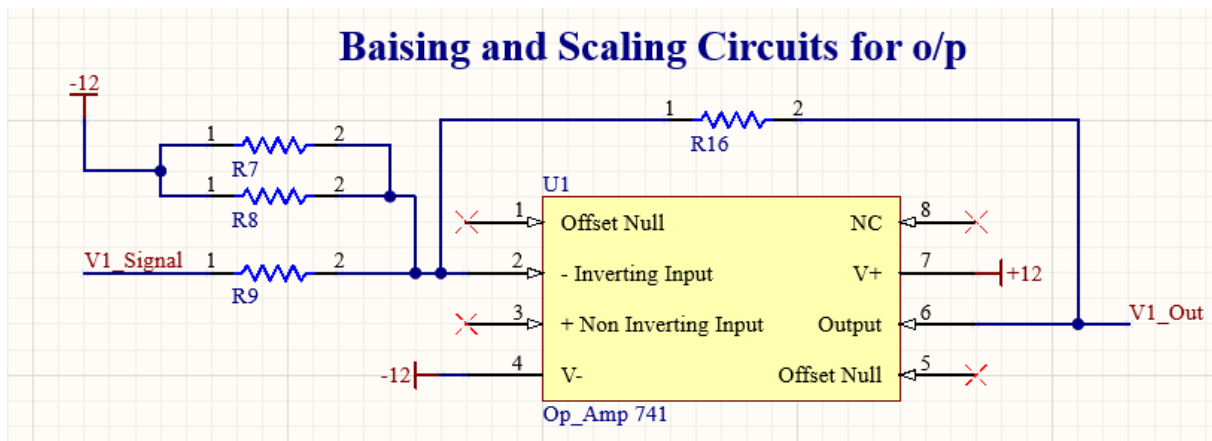 Baising and Scaling Circuits for o/p
-12
1 2
R7
1 2
R8
V1_Signal 1 2
R9
1 2
R16
U1
1 Offset Null NC 8
2 - Inverting Input V+ 7 +12
3 + Non Inverting Input Output 6 V1_Out
-12 4 V- Offset Null 5
Op_Amp 741